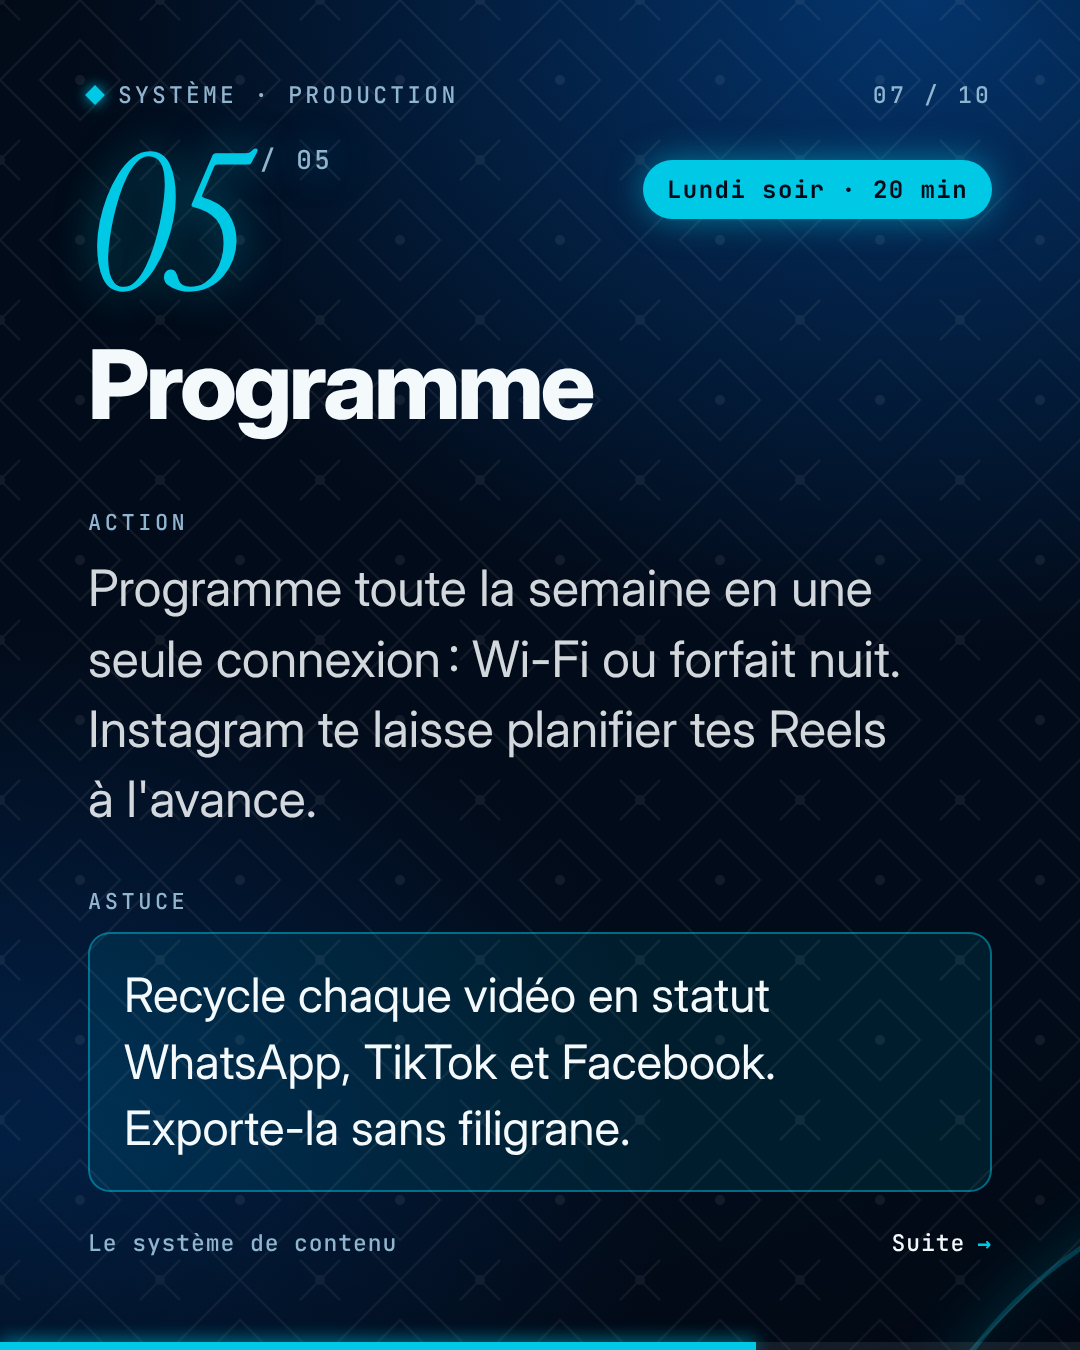 SYSTÈME · PRODUCTION
07 / 10
05 / 05
Lundi soir · 20 min
Programme
ACTION
Programme toute la semaine en une
seule connexion : Wi-Fi ou forfait nuit.
Instagram te laisse planifier tes Reels
à l'avance.
ASTUCE
Recycle chaque vidéo en statut
WhatsApp, TikTok et Facebook.
Exporte-la sans filigrane.
Le système de contenu
Suite →